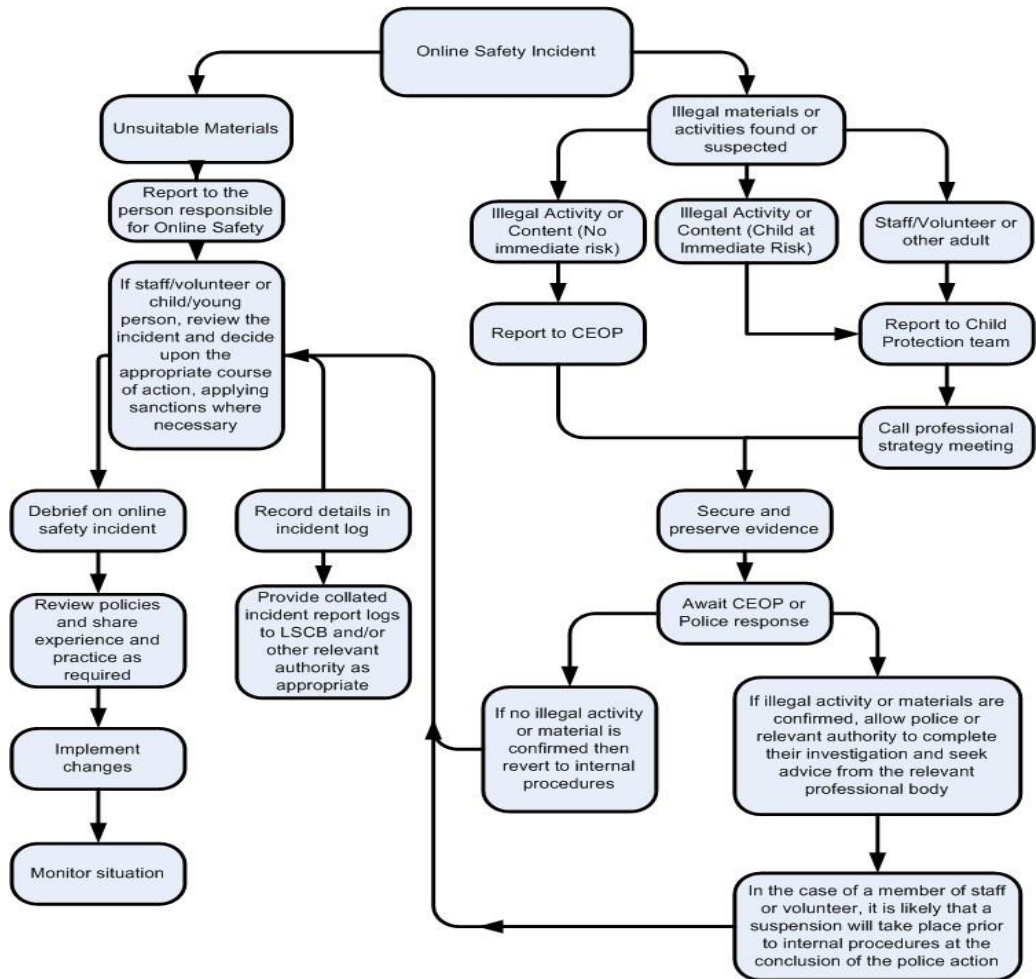 Online Safety Incident
Unsuitable Materials
Report to the
person responsible
for Online Safety
If staff/volunteer or
child/young
person, review the
incident and decide
upon the
appropriate course
of action, applying
sanctions where
necessary
Debrief on online
safety incident
Review policies
and share
experience and
practice as
required
Implement
changes
Monitor situation
Record details in
incident log
Provide collated
incident report logs
to LSCB and/or
other relevant
authority as
appropriate
Illegal materials or
activities found or
suspected
Illegal Activity or
Content (No
immediate risk)
Illegal Activity or
Content (Child at
Immediate Risk)
Staff/Volunteer or
other adult
Report to CEOP
Report to Child
Protection team
Call professional
strategy meeting
Secure and
preserve evidence
Await CEOP or
Police response
If no illegal activity
or material is
confirmed then
revert to internal
procedures
If illegal activity or materials are
confirmed, allow police or
relevant authority to complete
their investigation and seek
advice from the relevant
professional body
In the case of a member of staff
or volunteer, it is likely that a
suspension will take place prior
to internal procedures at the
conclusion of the police action